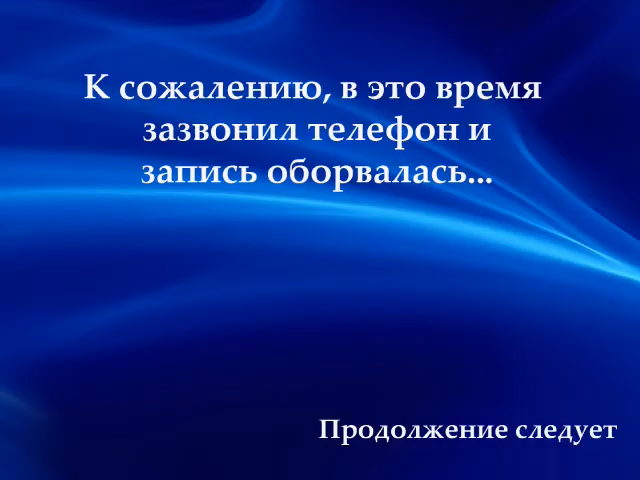 К сожалению, в это время
зазвонил телефон и
запись оборвалась...
Продолжение следует